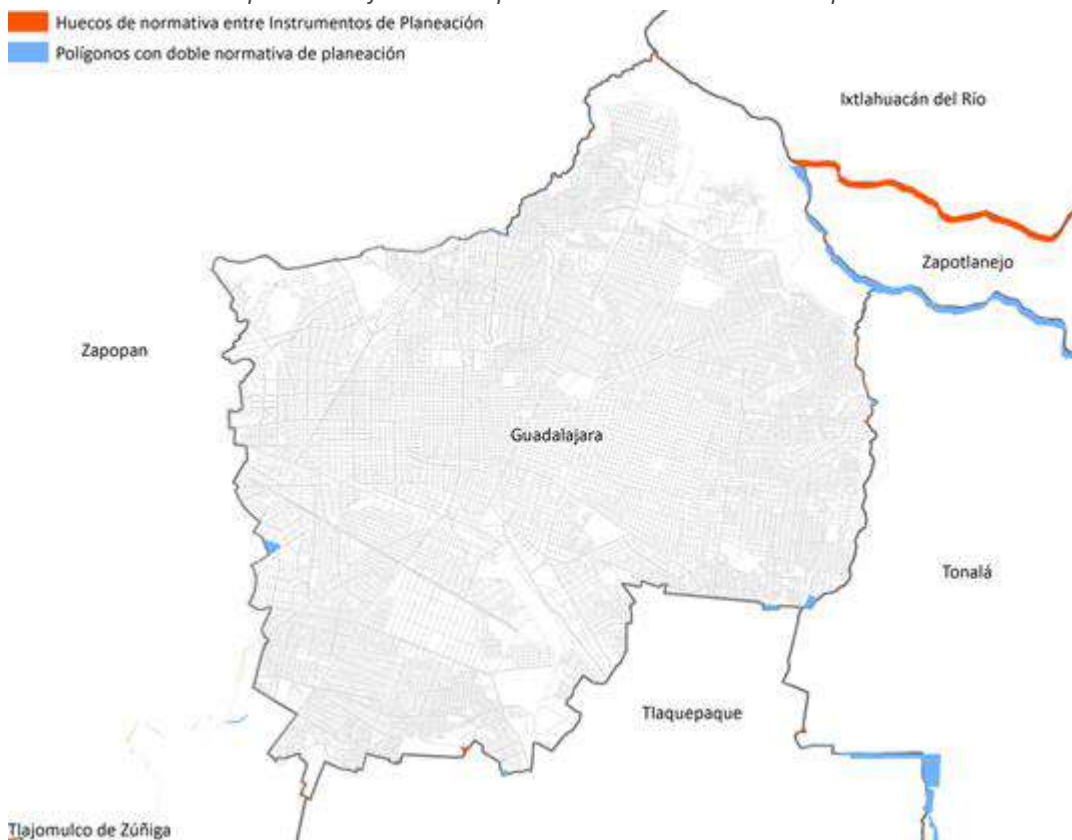 Huecos de normativa entre Instrumentos de Planeación
Polígonos con doble normativa de planeación
Ixtlahuacán del Río
Zapotlanejo
Zapopan
Guadalajara
Tonalá
Tlaquepaque
Tlajomulco de Zúñiga